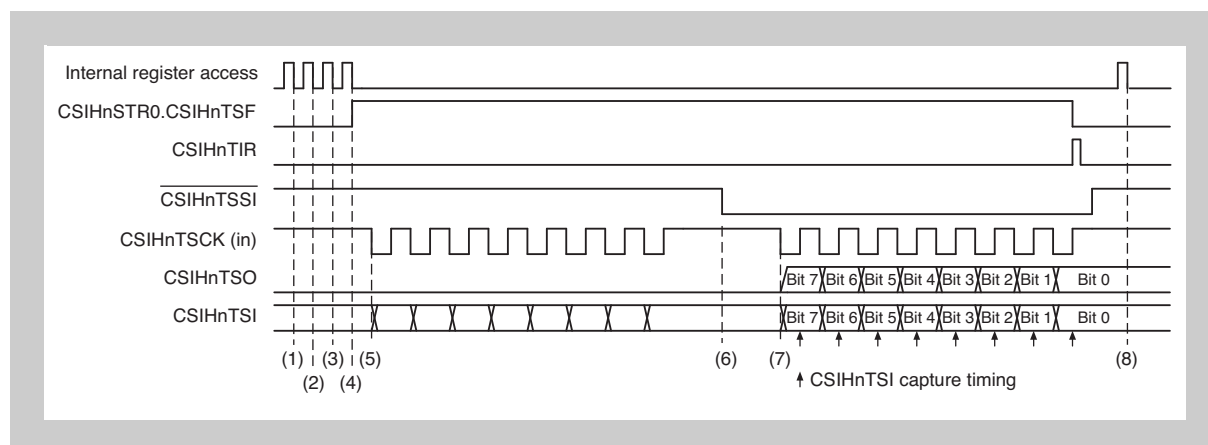 Internal register access
CSIHnSTR0.CSIHnTSF
CSIHnTIR
CSIHnTSSI
CSIHnTSCK (in)
CSIHnTSO
Bit 7 Bit 6 Bit 5 Bit 4 Bit 3 Bit 2 Bit 1 Bit 0
CSIHnTSI
Bit 7 Bit 6 Bit 5 Bit 4 Bit 3 Bit 2 Bit 1 Bit 0
(1) (3) (5) (6) (7) (8)
(2) (4) CSIHnTSI capture timing